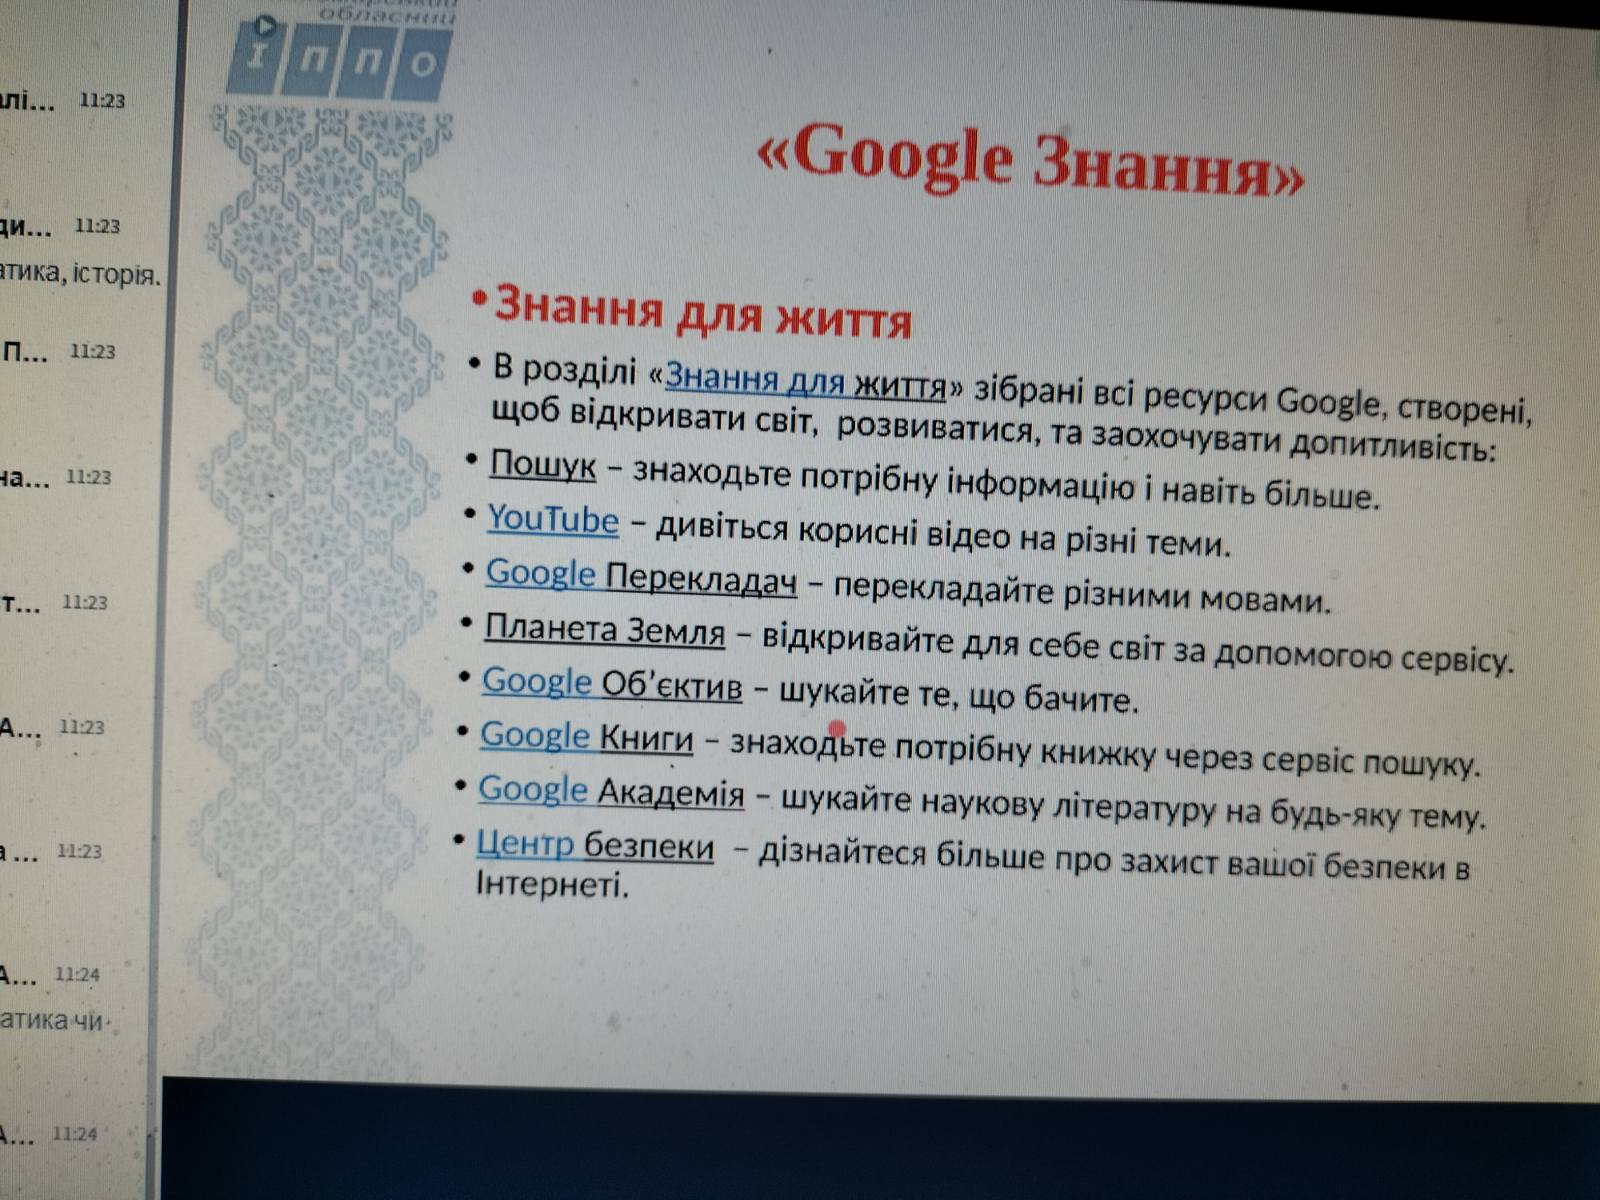 обласний
І П П О
«Google Знання»
•Знання для життя
• В розділі «Знання для життя» зібрані всі ресурси Google, створені,
щоб відкривати світ, розвиватися, та заохочувати допитливість:
• Пошук – знаходьте потрібну інформацію і навіть більше.
• YouTube – дивіться корисні відео на різні теми.
• Google Перекладач – перекладайте різними мовами.
• Планета Земля – відкривайте для себе світ за допомогою сервісу.
• Google Об’єктив – шукайте те, що бачите.
• Google Книги – знаходьте потрібну книжку через сервіс пошуку.
• Google Академія – шукайте наукову літературу на будь-яку тему.
• Центр безпеки – дізнайтеся більше про захист вашої безпеки в
Інтернеті.
11:23
11:23
історія.
П... 11:23
11:23
11:23
А... 11:23
11:23
А... 11:24
чи
А... 11:24